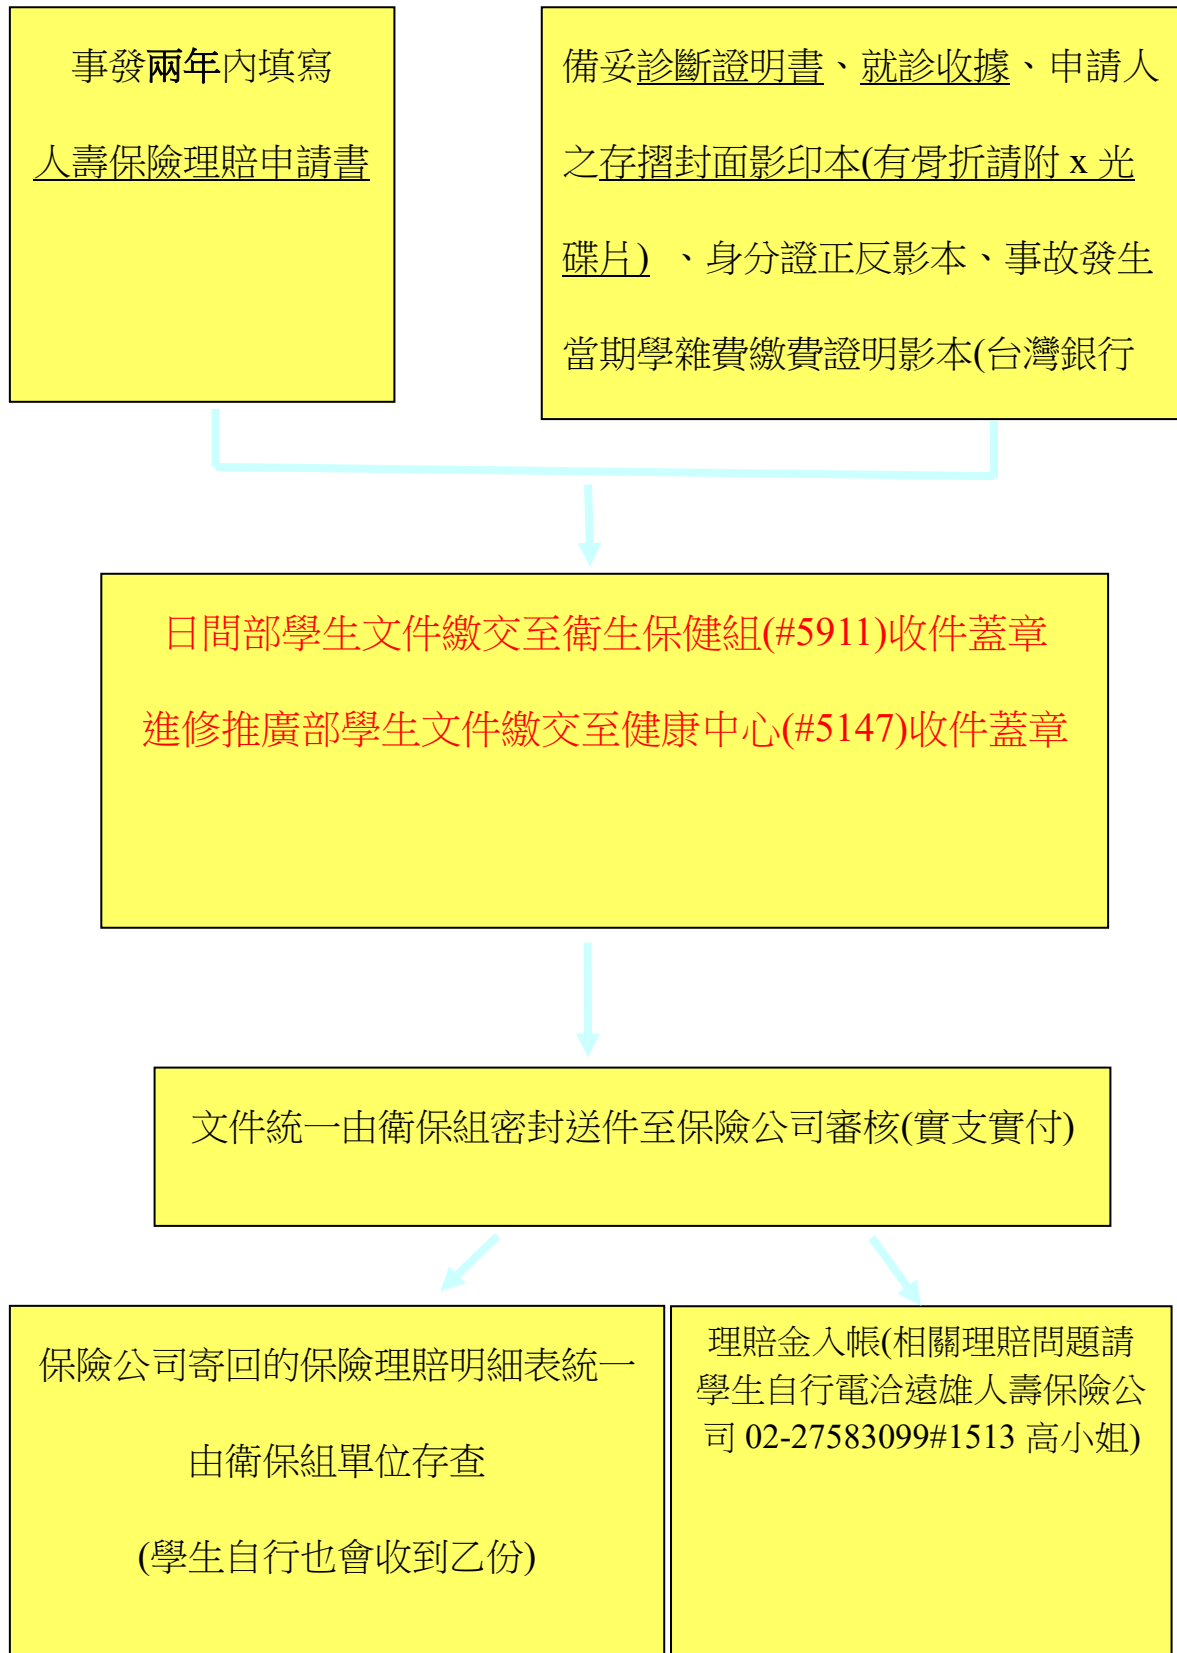 事發兩年內填寫
人壽保險理賠申請書
備妥診斷證明書、就診收據、申請人
之存摺封面影印本(有骨折請附 x 光
碟片) 、身分證正反影本、事故發生
當期學雜費繳費證明影本(台灣銀行
日間部學生文件繳交至衛生保健組(#5911)收件蓋章
進修推廣部學生文件繳交至健康中心(#5147)收件蓋章
文件統一由衛保組密封送件至保險公司審核(實支實付)
保險公司寄回的保險理賠明細表統一
由衛保組單位存查
(學生自行也會收到乙份)
理賠金入帳(相關理賠問題請
學生自行電洽遠雄人壽保險公
司 02-27583099#1513 高小姐)